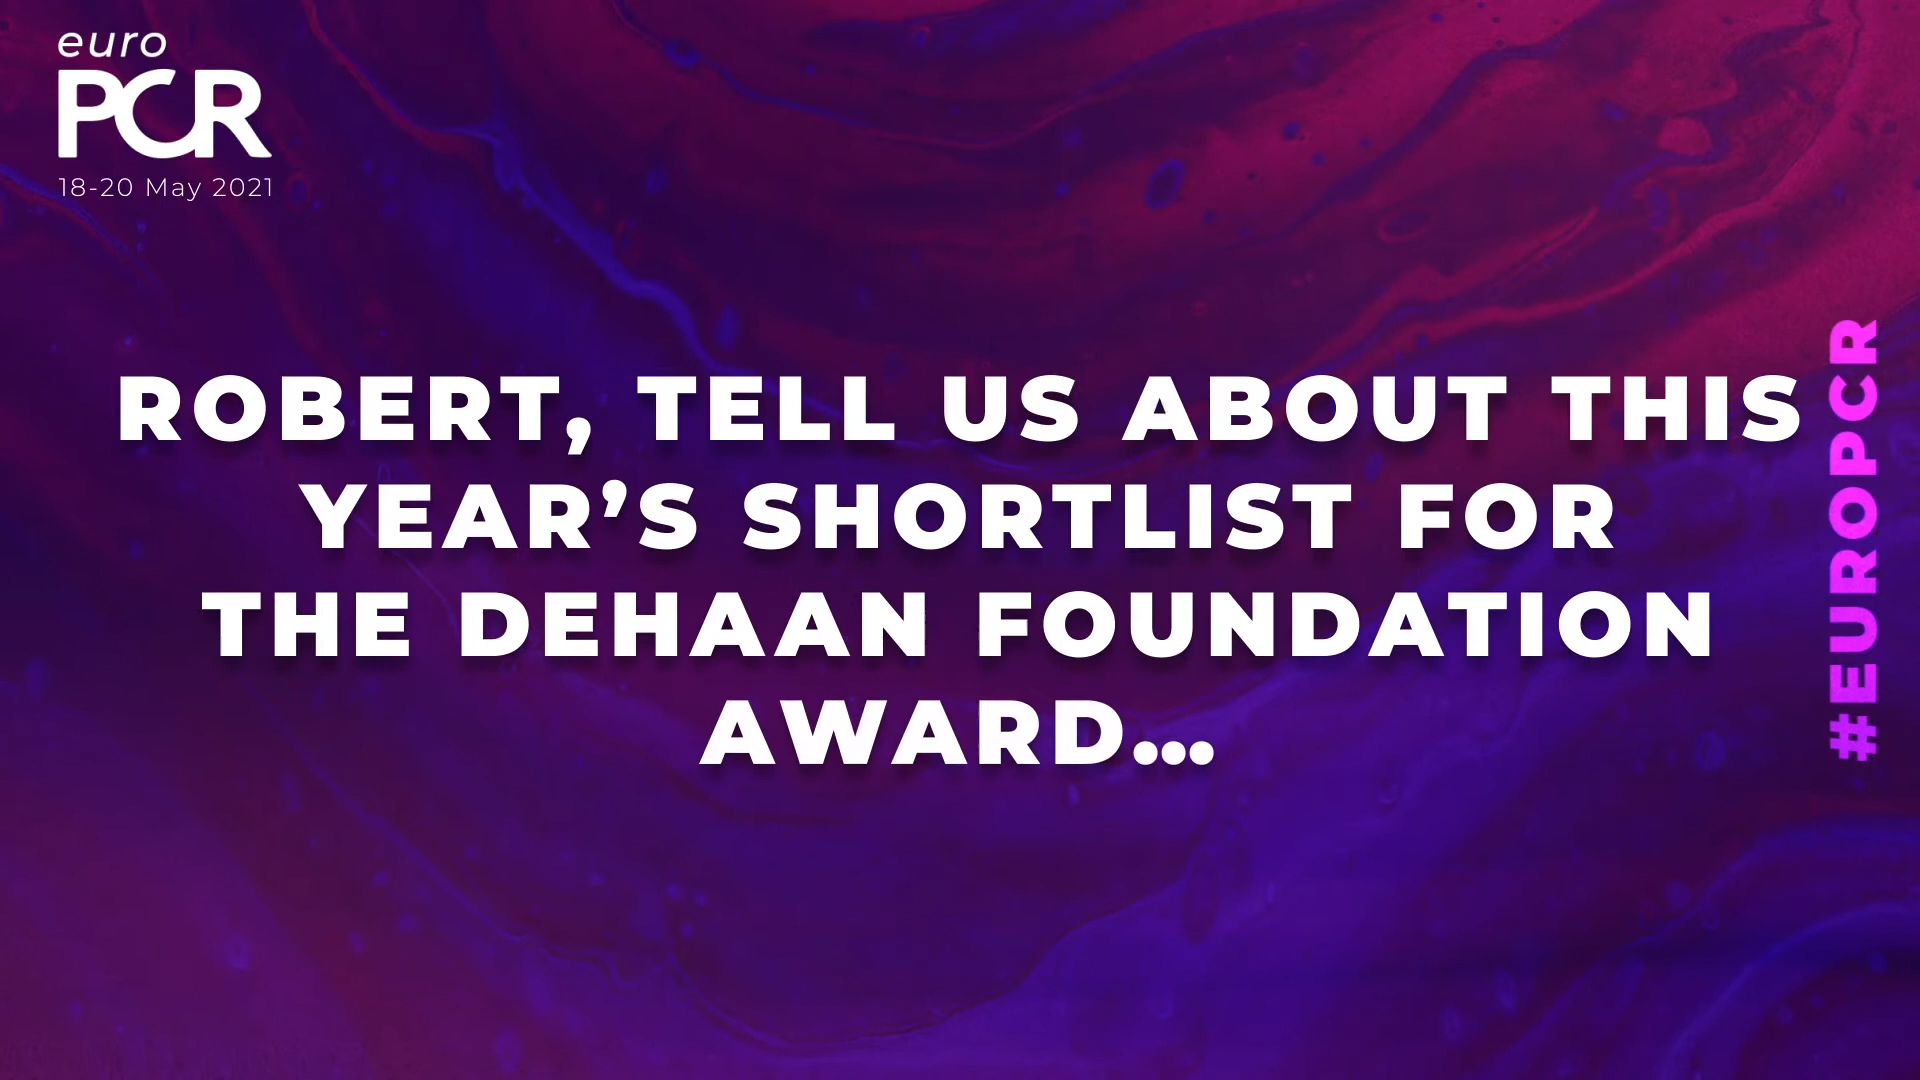 euro
PCR
18-20 May 2021
ROBERT, TELL US ABOUT THIS
YEAR’S SHORTLIST FOR
THE DEHAAN FOUNDATION
AWARD…
#EUROPCR